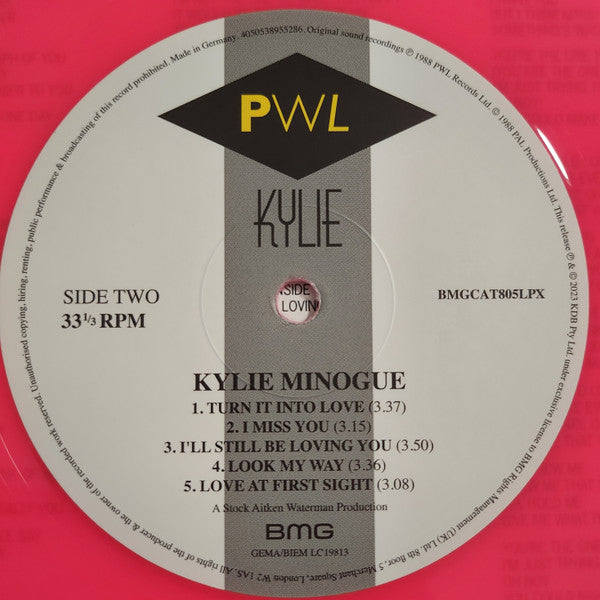 Unauthorised copying, hiring, renting, public performance & broadcasting of this record prohibited. Made in Germany. 4050538955286. Original sound recordings ℗ 1988 PWL Records Ltd. © 1988 PAL Productions Ltd. This release ℗ & © 2023 KDB Pty Ltd. under exclusive license to BMG Rights Management (UK) Ltd. 8th floor, 5 Merchant Square, London W2 1AS. All rights of the producer & the owner of the recorded work reserved.
PWL
KYLIE
SIDE TWO
33 1/3 RPM
BMGCAT805LPX
SIDE
LOVIN
KYLIE MINOGUE
1. TURN IT INTO LOVE (3.37)
2. I MISS YOU (3.15)
3. I'LL STILL BE LOVING YOU (3.50)
4. LOOK MY WAY (3.36)
5. LOVE AT FIRST SIGHT (3.08)
A Stock Aitken Waterman Production
BMG
GEMA/BIEM LC19813